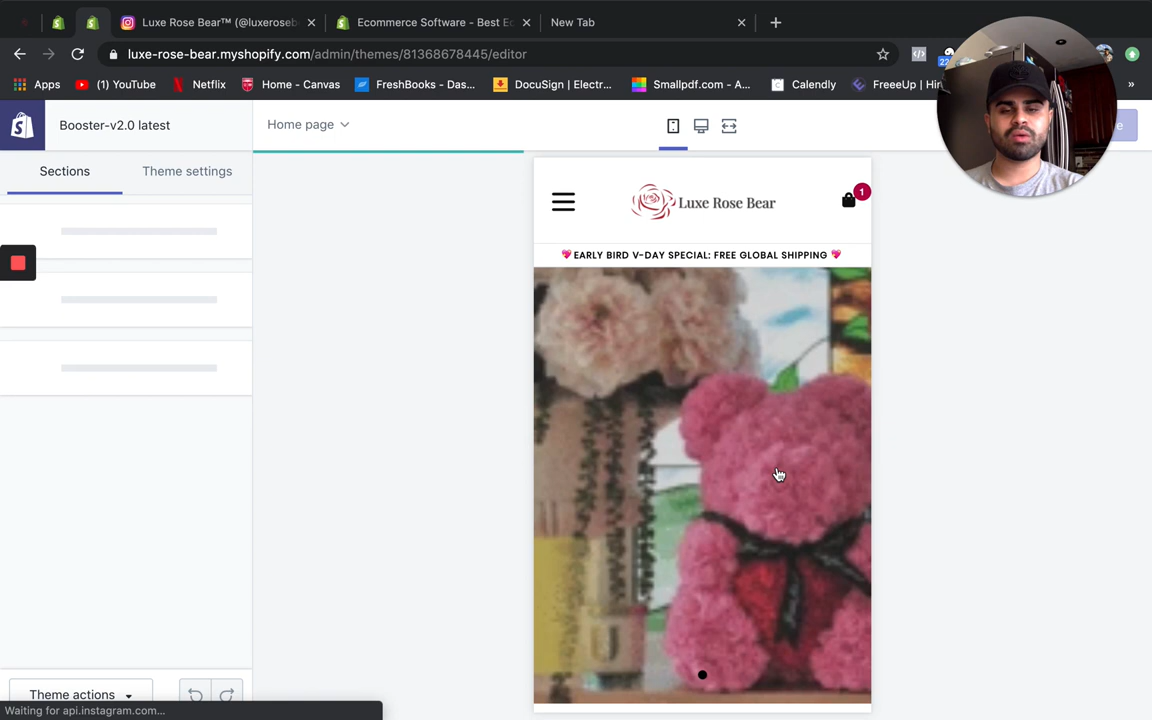 Luxe Rose Bear™ (@luxeroseb
Ecommerce Software - Best Ec
New Tab
luxe-rose-bear.myshopify.com/admin/themes/81368678445/editor
Apps
(1) YouTube
Netflix
Home - Canvas
FreshBooks - Das...
DocuSign | Electr...
Smallpdf.com - A...
Calendly
FreeeUp | Hir
»
22
Booster-v2.0 latest
Home page
e
Sections
Theme settings
Luxe Rose Bear
1
💖EARLY BIRD V-DAY SPECIAL: FREE GLOBAL SHIPPING 💖
Theme actions
Waiting for api.instagram.com...